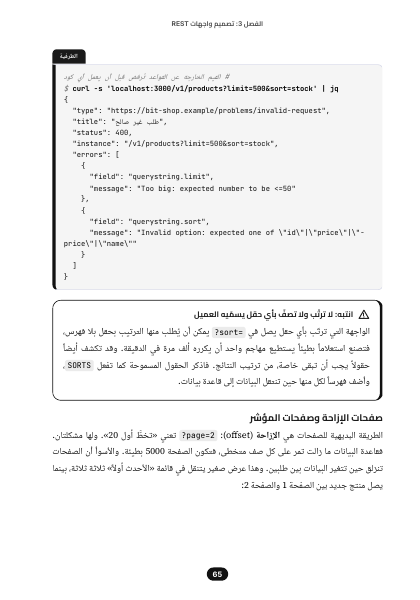 الفصل 3: تصميم واجهات REST
الطرفية
# القيم الخارجة عن القواعد تُرفض قبل أن يعمل أي كود
$ curl -s 'localhost:3000/v1/products?limit=500&sort=stock' | jq
{
"type": "https://bit-shop.example/problems/invalid-request",
"title": "طلب غير صالح",
"status": 400,
"instance": "/v1/products?limit=500&sort=stock",
"errors": [
{
"field": "querystring.limit",
"message": "Too big: expected number to be <=50"
},
{
"field": "querystring.sort",
"message": "Invalid option: expected one of \"id\"|\"price\"|\"-
price\"|\"name\""
}
]
}
انتبه: لا ترتّب ولا تصفّ بأي حقل يسمّيه العميل
الواجهة التي ترتّب بأي حقل يصل في ?sort= يمكن أن يُطلب منها الترتيب بحقل بلا فهرس،
فتصنع استعلاماً بطيئاً يستطيع مهاجم واحد أن يكرره ألف مرة في الدقيقة. وقد تكشف أيضاً
حقولاً يجب أن تبقى خاصة، من ترتيب النتائج. فاذكر الحقول المسموحة كما تفعل SORTS،
وأضف فهرساً لكل منها حين تنتقل البيانات إلى قاعدة بيانات.
صفحات الإزاحة وصفحات المؤشر
الطريقة البديهية للصفحات هي الإزاحة (offset): ?page=2 تعني «تخطَّ أول 20». ولها مشكلتان.
فقاعدة البيانات ما زالت تمر على كل صف متخطى، فتكون الصفحة 5000 بطيئة. والأسوأ أن الصفحات
تنزلق حين تتغير البيانات بين طلبين. وهذا عرض صغير يتنقل في قائمة «الأحدث أولاً» ثلاثة ثلاثة، بينما
يصل منتج جديد بين الصفحة 1 والصفحة 2:
65